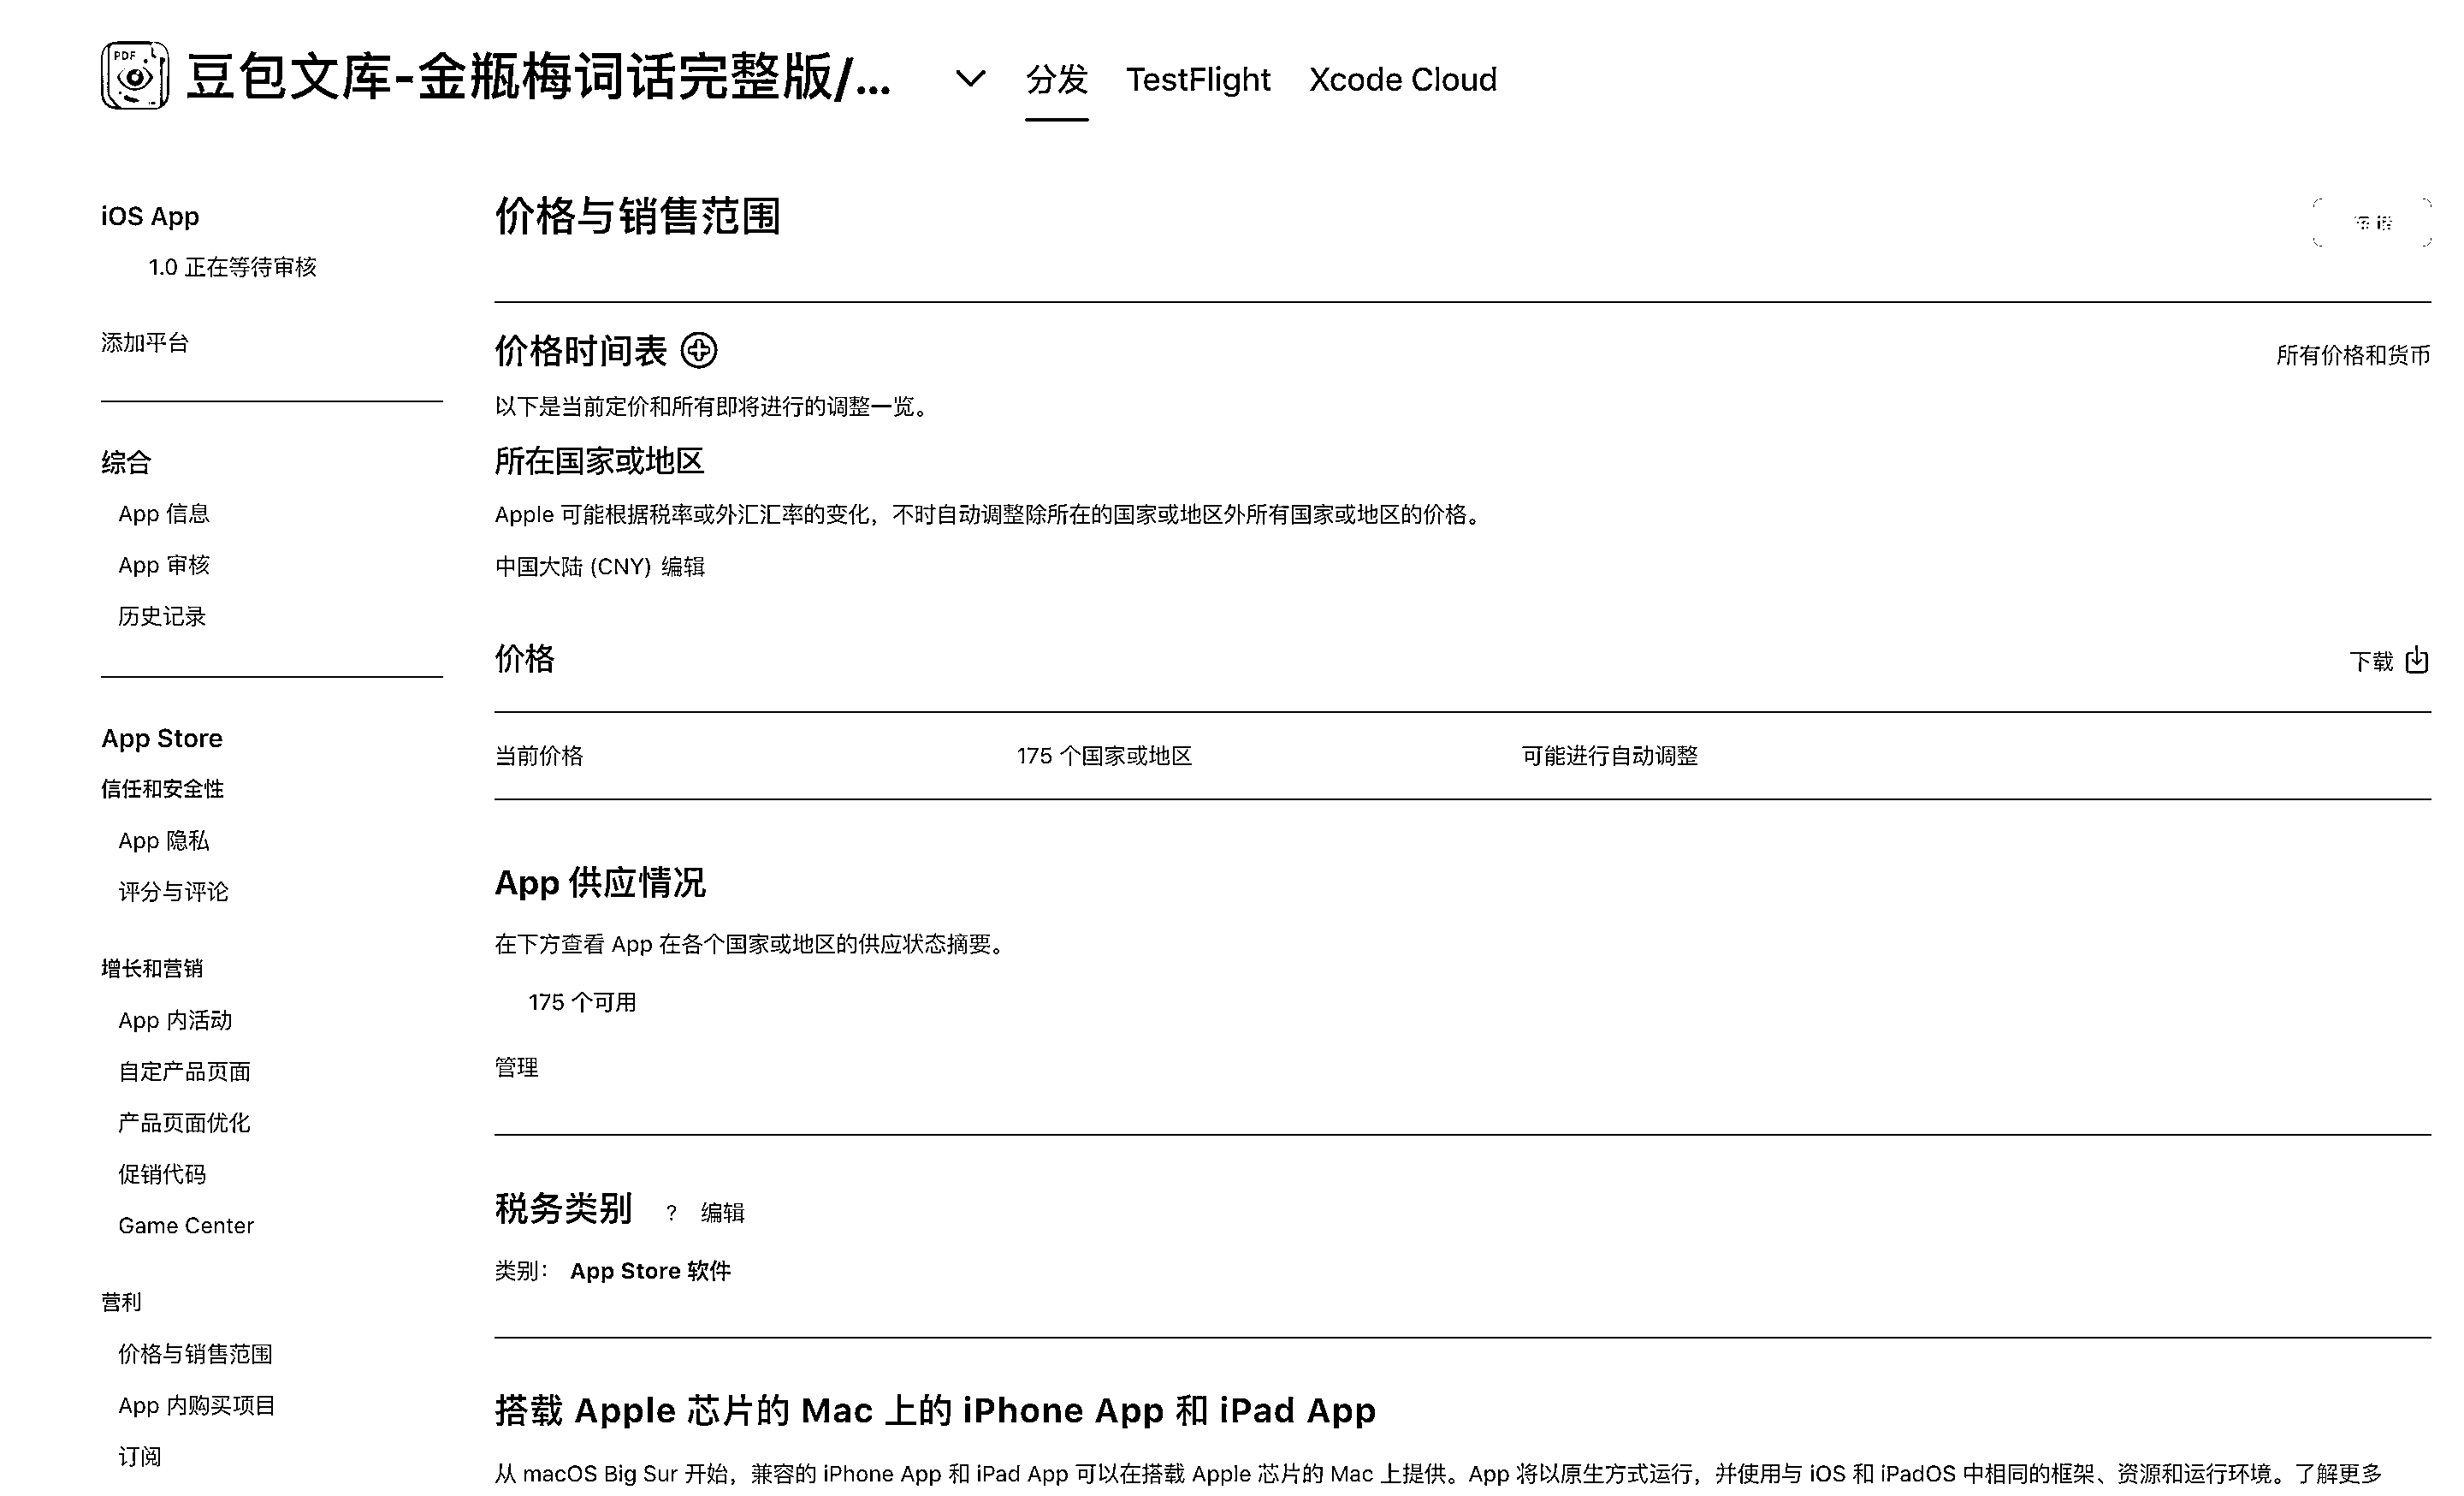 PDF
豆包文库-金瓶梅词话完整版/...
分发
TestFlight
Xcode Cloud
iOS App
1.0 正在等待审核
添加平台
综合
App 信息
App 审核
历史记录
App Store
信任和安全性
App 隐私
评分与评论
增长和营销
App 内活动
自定产品页面
产品页面优化
促销代码
Game Center
营利
价格与销售范围
App 内购买项目
订阅
价格与销售范围
价格时间表
所有价格和货币
以下是当前定价和所有即将进行的调整一览。
所在国家或地区
Apple 可能根据税率或外汇汇率的变化，不时自动调整除所在的国家或地区外所有国家或地区的价格。
中国大陆 (CNY) 编辑
价格
下载
当前价格
175 个国家或地区
可能进行自动调整
App 供应情况
在下方查看 App 在各个国家或地区的供应状态摘要。
175 个可用
管理
税务类别 ? 编辑
类别： App Store 软件
搭载 Apple 芯片的 Mac 上的 iPhone App 和 iPad App
从 macOS Big Sur 开始，兼容的 iPhone App 和 iPad App 可以在搭载 Apple 芯片的 Mac 上提供。App 将以原生方式运行，并使用与 iOS 和 iPadOS 中相同的框架、资源和运行环境。了解更多